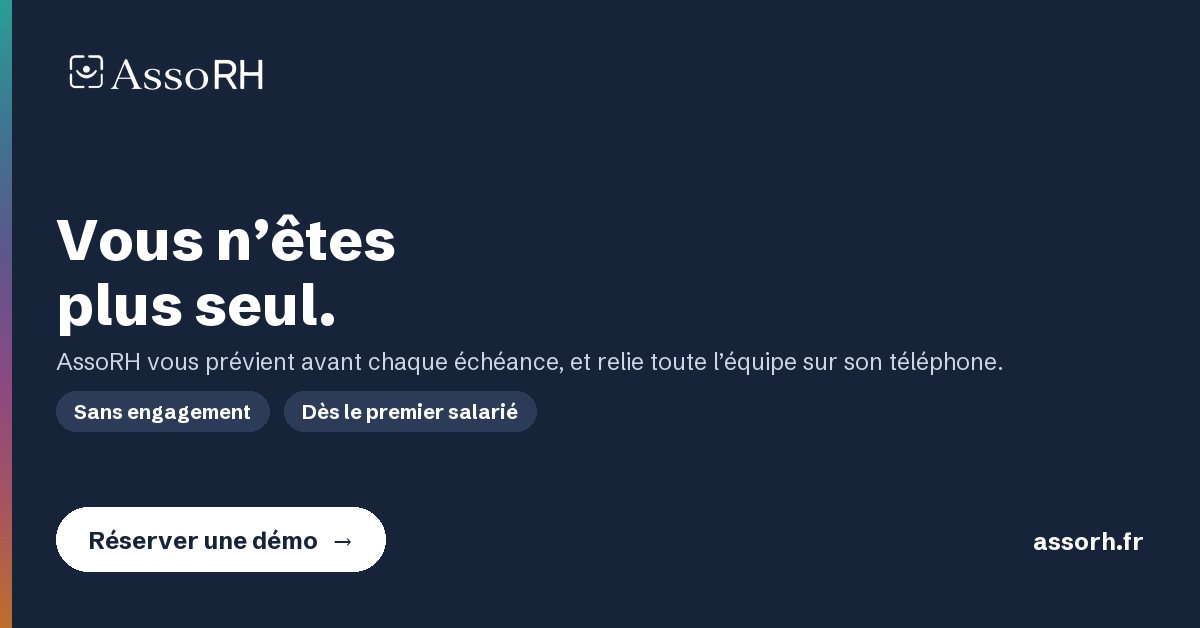 AssoRH
Vous n’êtes
plus seul.
AssoRH vous prévient avant chaque échéance, et relie toute l’équipe sur son téléphone.
Sans engagement
Dès le premier salarié
Réserver une démo →
assorh.fr